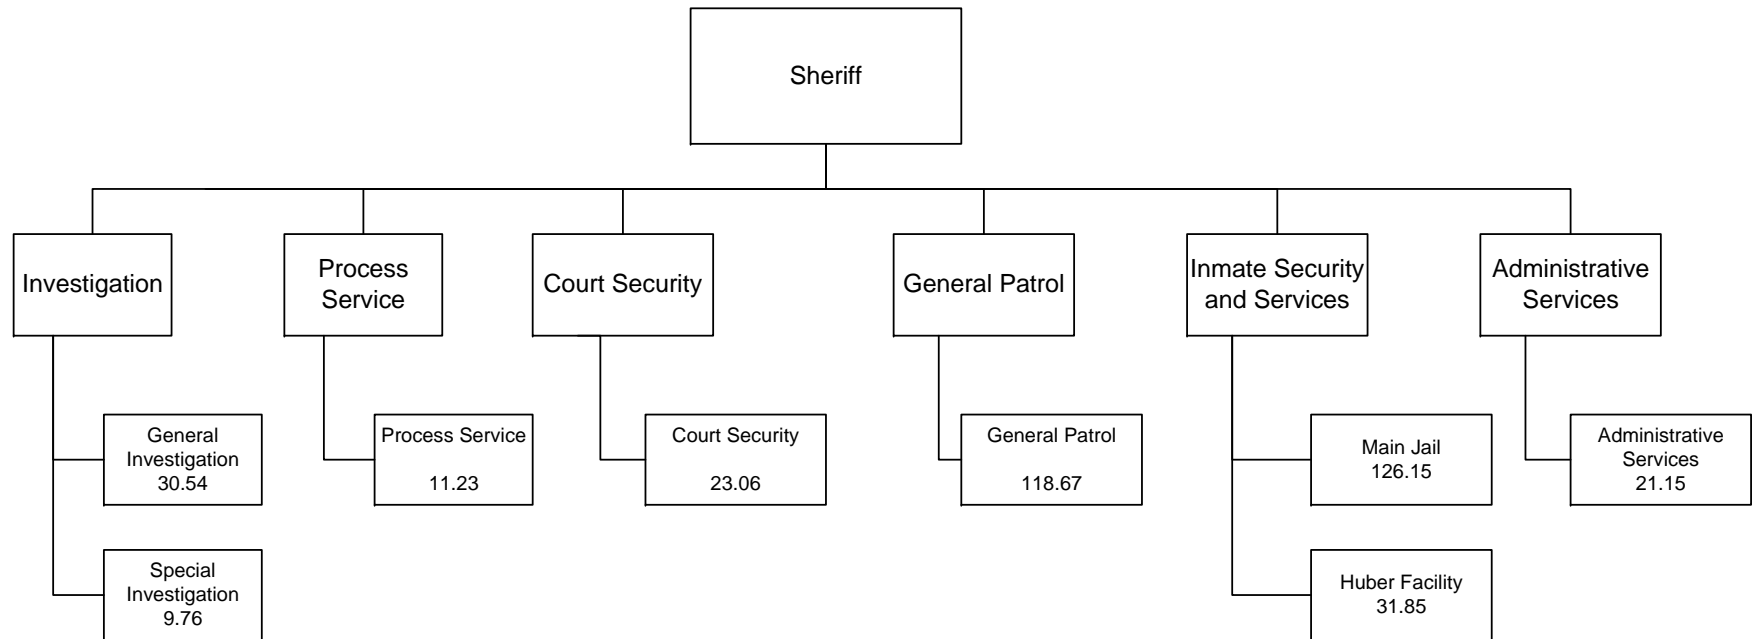 Sheriff
Investigation
Process
Service
Court Security
General Patrol
Inmate Security
and Services
Administrative
Services
General
Investigation
30.54
Process Service
11.23
Court Security
23.06
General Patrol
118.67
Main Jail
126.15
Administrative
Services
21.15
Special
Investigation
9.76
Huber Facility
31.85